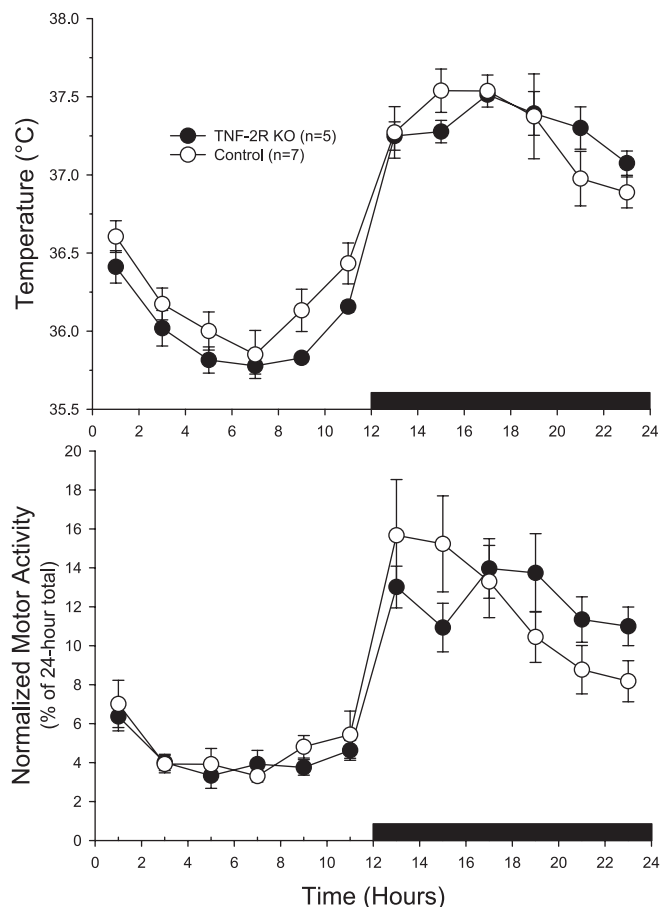 38.0
37.5
37.0
36.5
36.0
35.5
Temperature (°C)
TNF-2R KO (n=5)
Control (n=7)
0 2 4 6 8 10 12 14 16 18 20 22 24
20
18
16
14
12
10
8
6
4
2
0
Normalized Motor Activity
(% of 24-hour total)
0 2 4 6 8 10 12 14 16 18 20 22 24
Time (Hours)